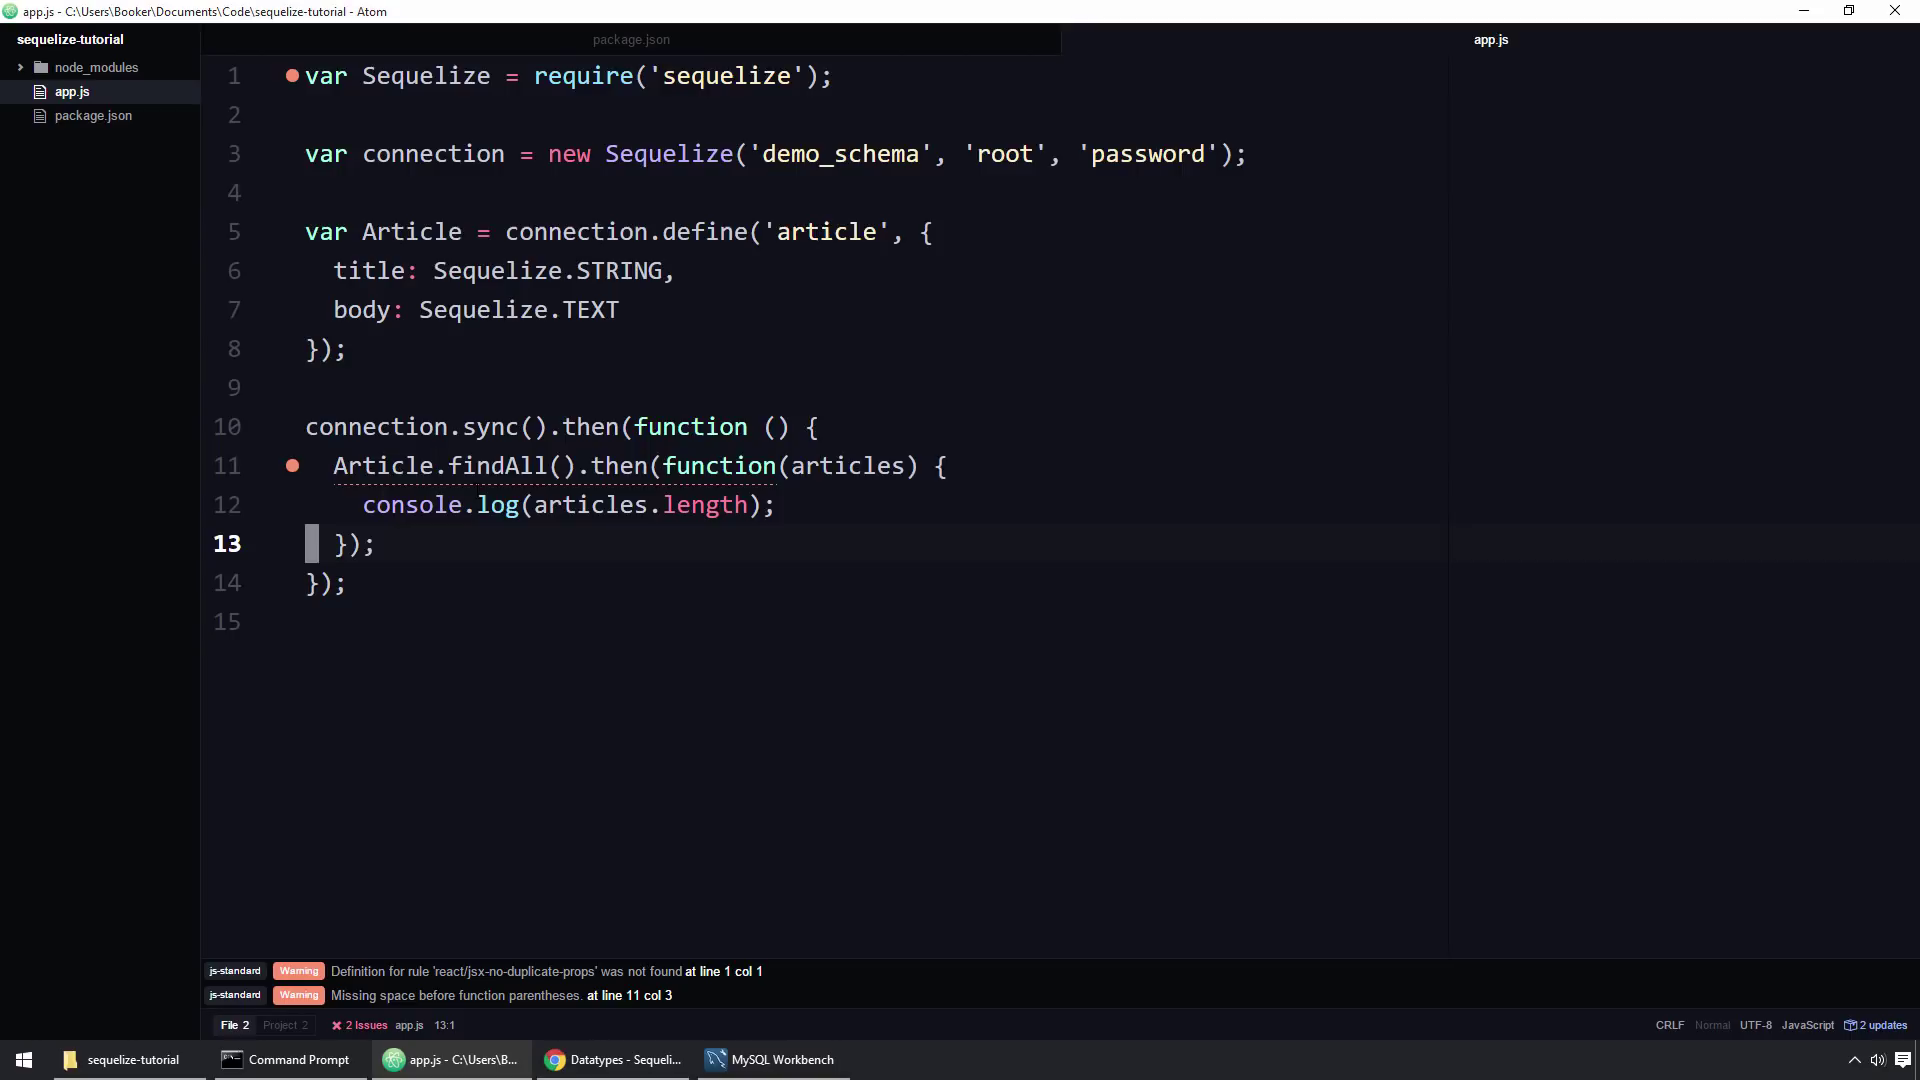 app.js - C:\Users\Booker\Documents\Code\sequelize-tutorial - Atom
sequelize-tutorial
node_modules
app.js
package.json
package.json
app.js
1 var Sequelize = require('sequelize');
2
3 var connection = new Sequelize('demo_schema', 'root', 'password');
4
5 var Article = connection.define('article', {
6 title: Sequelize.STRING,
7 body: Sequelize.TEXT
8 });
9
10 connection.sync().then(function () {
11 Article.findAll().then(function(articles) {
12 console.log(articles.length);
13 });
14 });
15
js-standard Warning Definition for rule 'react/jsx-no-duplicate-props' was not found at line 1 col 1
js-standard Warning Missing space before function parentheses. at line 11 col 3
File 2 Project 2 2 Issues app.js 13:1 CRLF Normal UTF-8 JavaScript 2 updates
sequelize-tutorial Command Prompt app.js - C:\Users\B... Datatypes - Sequeli... MySQL Workbench